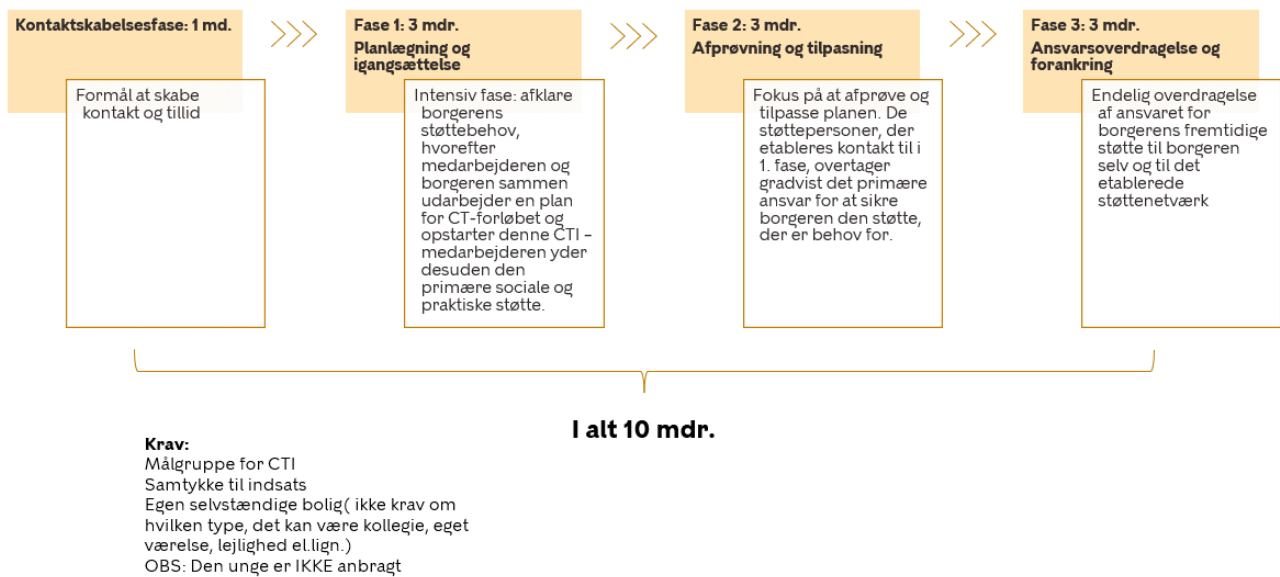 Kontaktskabelsesfase: 1 md.
Formål at skabe
kontakt og tillid
Fase 1: 3 mdr.
Planlægning og
igangsættelse
Intensiv fase: afklare
borgerens
støttebehov,
hvorefter
medarbejderen og
borgeren sammen
udarbejder en plan
for CT-forløbet og
opstarter denne CTI –
medarbejderen yder
desuden den
primære sociale og
praktiske støtte.
Fase 2: 3 mdr.
Afprøvning og tilpasning
Fokus på at afprøve og
tilpasse planen. De
støttepersoner, der
etableres kontakt til i
1. fase, overtager
gradvist det primære
ansvar for at sikre
borgeren den støtte,
der er behov for.
Fase 3: 3 mdr.
Ansvarsoverdragelse og
forankring
Endelig overdragelse
af ansvaret for
borgerens fremtidige
støtte til borgeren
selv og til det
etablerede
støttenetværk
I alt 10 mdr.
Krav:
Målgruppe for CTI
Samtykke til indsats
Egen selvstændige bolig( ikke krav om
hvilken type, det kan være kollegie, eget
værelse, lejlighed el.lign.)
OBS: Den unge er IKKE anbragt